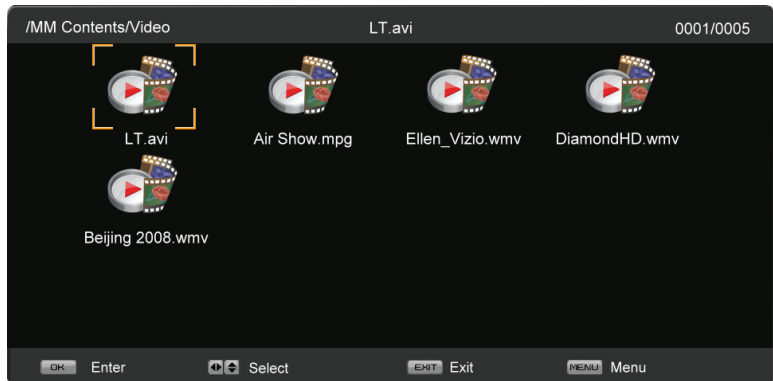 /MM Contents/Video LT.avi 0001/0005
LT.avi Air Show.mpg Ellen_Vizio.wmv DiamondHD.wmv
Beijing 2008.wmv
OK Enter Select EXIT Exit MENU Menu